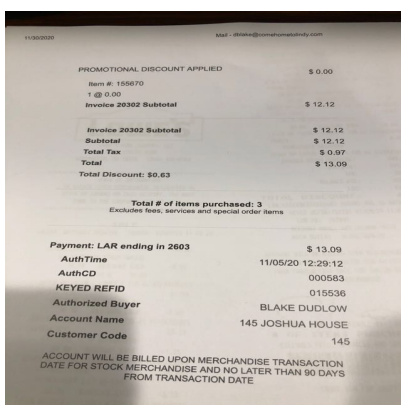 11/30/2020 Mail - dblake@comehomeloindy.com
PROMOTIONAL DISCOUNT APPLIED $ 0.00
Item #: 155670
1 @ 0.00
Invoice 20302 Subtotal $ 12.12
Invoice 20302 Subtotal $ 12.12
Subtotal $ 12.12
Total Tax $ 0.97
Total $ 13.09
Total Discount: $0.63
Total # of items purchased: 3
Excludes fees, services and special order items
Payment: LAR ending in 2603 $ 13.09
AuthTime 11/05/20 12:29:12
AuthCD 000583
KEYED REFID 015536
Authorized Buyer BLAKE DUDLOW
Account Name 145 JOSHUA HOUSE
Customer Code 145
ACCOUNT WILL BE BILLED UPON MERCHANDISE TRANSACTION
DATE FOR STOCK MERCHANDISE AND NO LATER THAN 90 DAYS
FROM TRANSACTION DATE